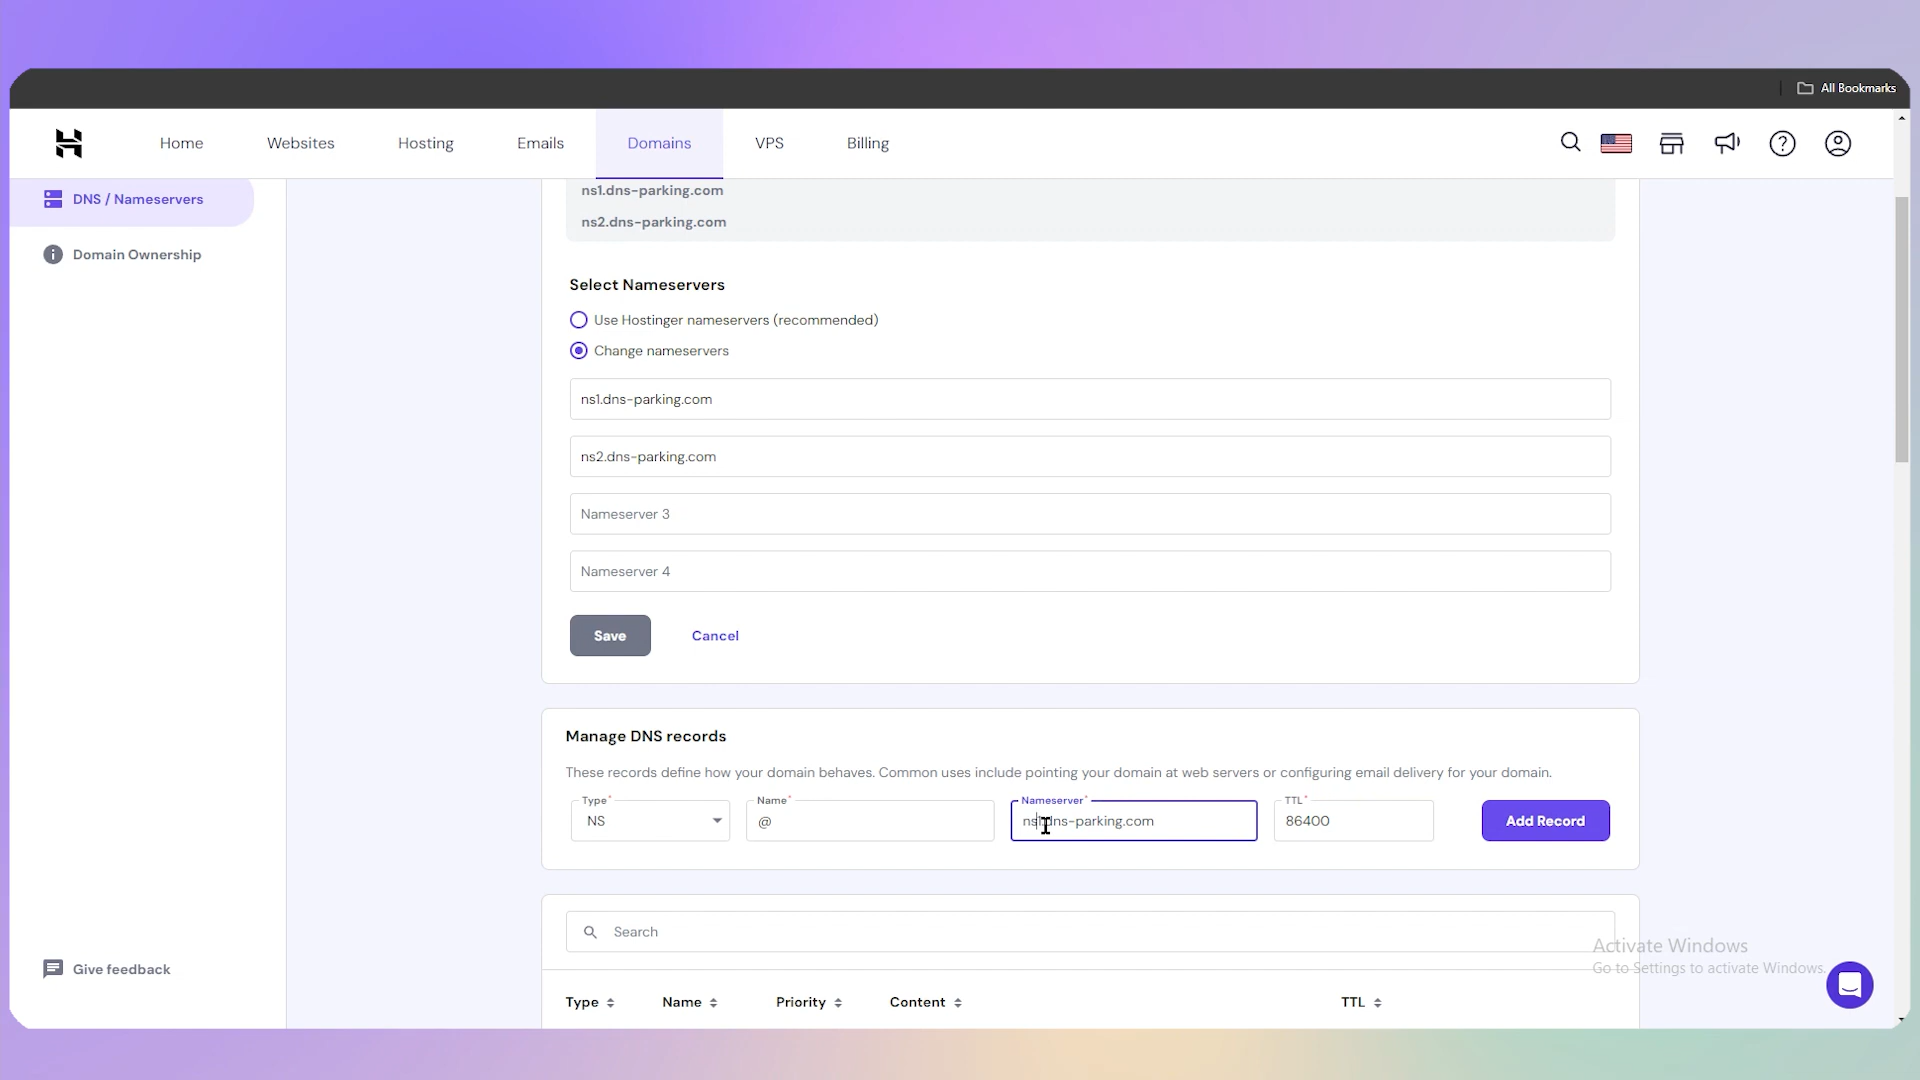 All Bookmarks
Home
Websites
Hosting
Emails
Domains
VPS
Billing
DNS / Nameservers
Domain Ownership
ns1.dns-parking.com
ns2.dns-parking.com
Select Nameservers
Use Hostinger nameservers (recommended)
Change nameservers
ns1.dns-parking.com
ns2.dns-parking.com
Nameserver 3
Nameserver 4
Save
Cancel
Manage DNS records
These records define how your domain behaves. Common uses include pointing your domain at web servers or configuring email delivery for your domain.
Type*
NS
Name*
@
Nameserver*
ns1.dns-parking.com
TTL*
86400
Add Record
Search
Type
Name
Priority
Content
TTL
Give feedback
Activate Windows
Go to Settings to activate Windows.